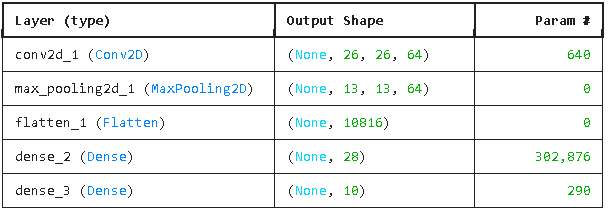 Layer (type) Output Shape Param #
conv2d_1 (Conv2D) (None, 26, 26, 64) 640
max_pooling2d_1 (MaxPooling2D) (None, 13, 13, 64) 0
flatten_1 (Flatten) (None, 10816) 0
dense_2 (Dense) (None, 28) 302,876
dense_3 (Dense) (None, 10) 290